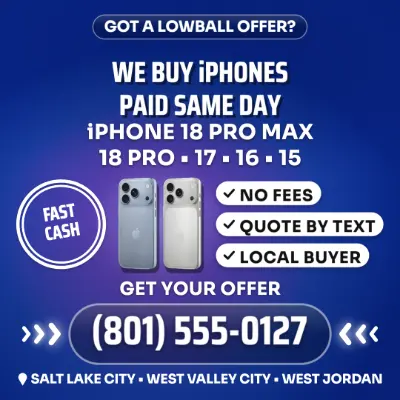 GOT A LOWBALL OFFER?
WE BUY iPHONES
PAID SAME DAY
iPHONE 18 PRO MAX
18 PRO ▪ 17 ▪ 16 ▪ 15
FAST
CASH
✓ NO FEES
✓ QUOTE BY TEXT
✓ LOCAL BUYER
GET YOUR OFFER
(801) 555-0127
SALT LAKE CITY ▪ WEST VALLEY CITY ▪ WEST JORDAN